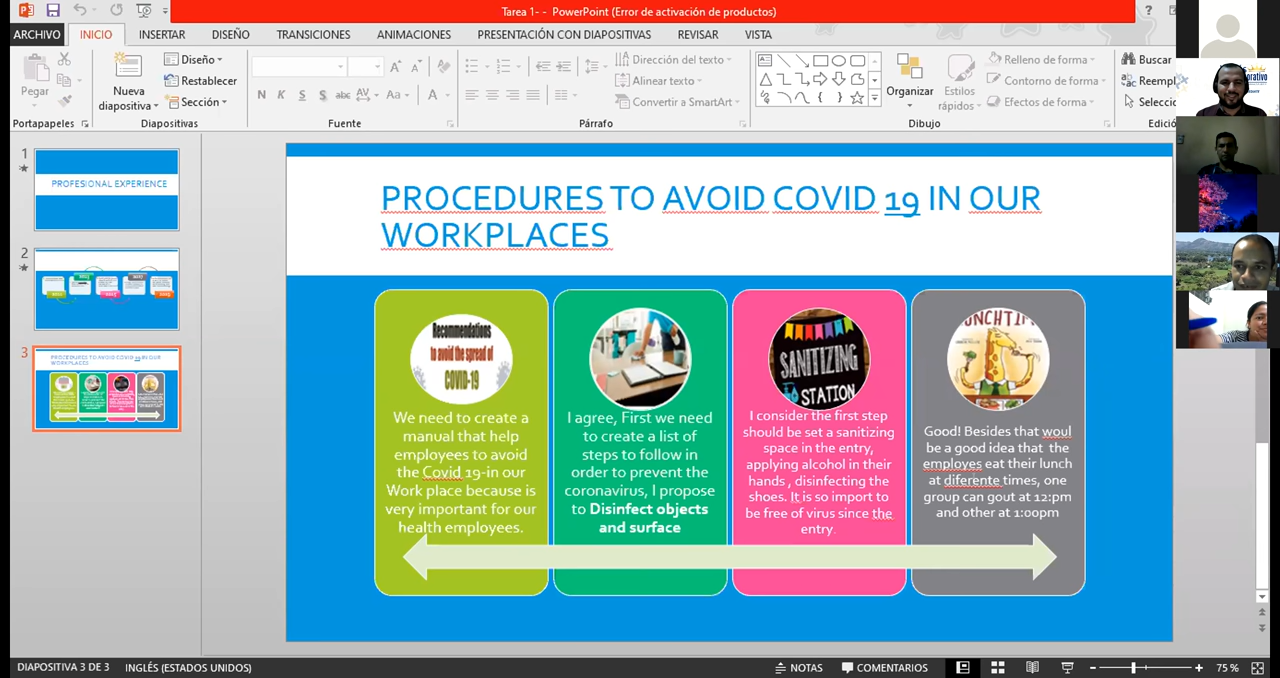 Tarea 1- - PowerPoint (Error de activación de productos)
?
ARCHIVO INICIO INSERTAR DISEÑO TRANSICIONES ANIMACIONES PRESENTACIÓN CON DIAPOSITIVAS REVISAR VISTA
Pegar
Portapapeles
Nueva
diapositiva
Diseño
Restablecer
Sección
Diapositivas
N K S S abc AV Aa A
Fuente
Dirección del texto
Alinear texto
Convertir a SmartArt
Párrafo
Organizar
Estilos
rápidos
Relleno de forma
Contorno de forma
Efectos de forma
Dibujo
Buscar
Reempl
Selecci
Edició
1
PROFESIONAL EXPERIENCE
2
3
PROCEDURES TO AVOID COVID 19 IN OUR
WORKPLACES
PROCEDURES TO AVOID COVID 19 IN OUR
WORKPLACES
Recommendations
to avoid the spread of
COVID-19
We need to create a
manual that help
employees to avoid
the Covid 19-in our
Work place because is
very important for our
health employees.
I agree, First we need
to create a list of
steps to follow in
order to prevent the
coronavirus, I propose
to Disinfect objects
and surface
SANITIZING
STATION
I consider the first step
should be set a sanitizing
space in the entry,
applying alcohol in their
hands , disinfecting the
shoes. It is so import to
be free of virus since the
entry.
Good! Besides that woul
be a good idea that the
employes eat their lunch
at diferente times, one
group can gout at 12:pm
and other at 1:00pm
DIAPOSITIVA 3 DE 3 INGLÉS (ESTADOS UNIDOS) NOTAS COMENTARIOS 75 %